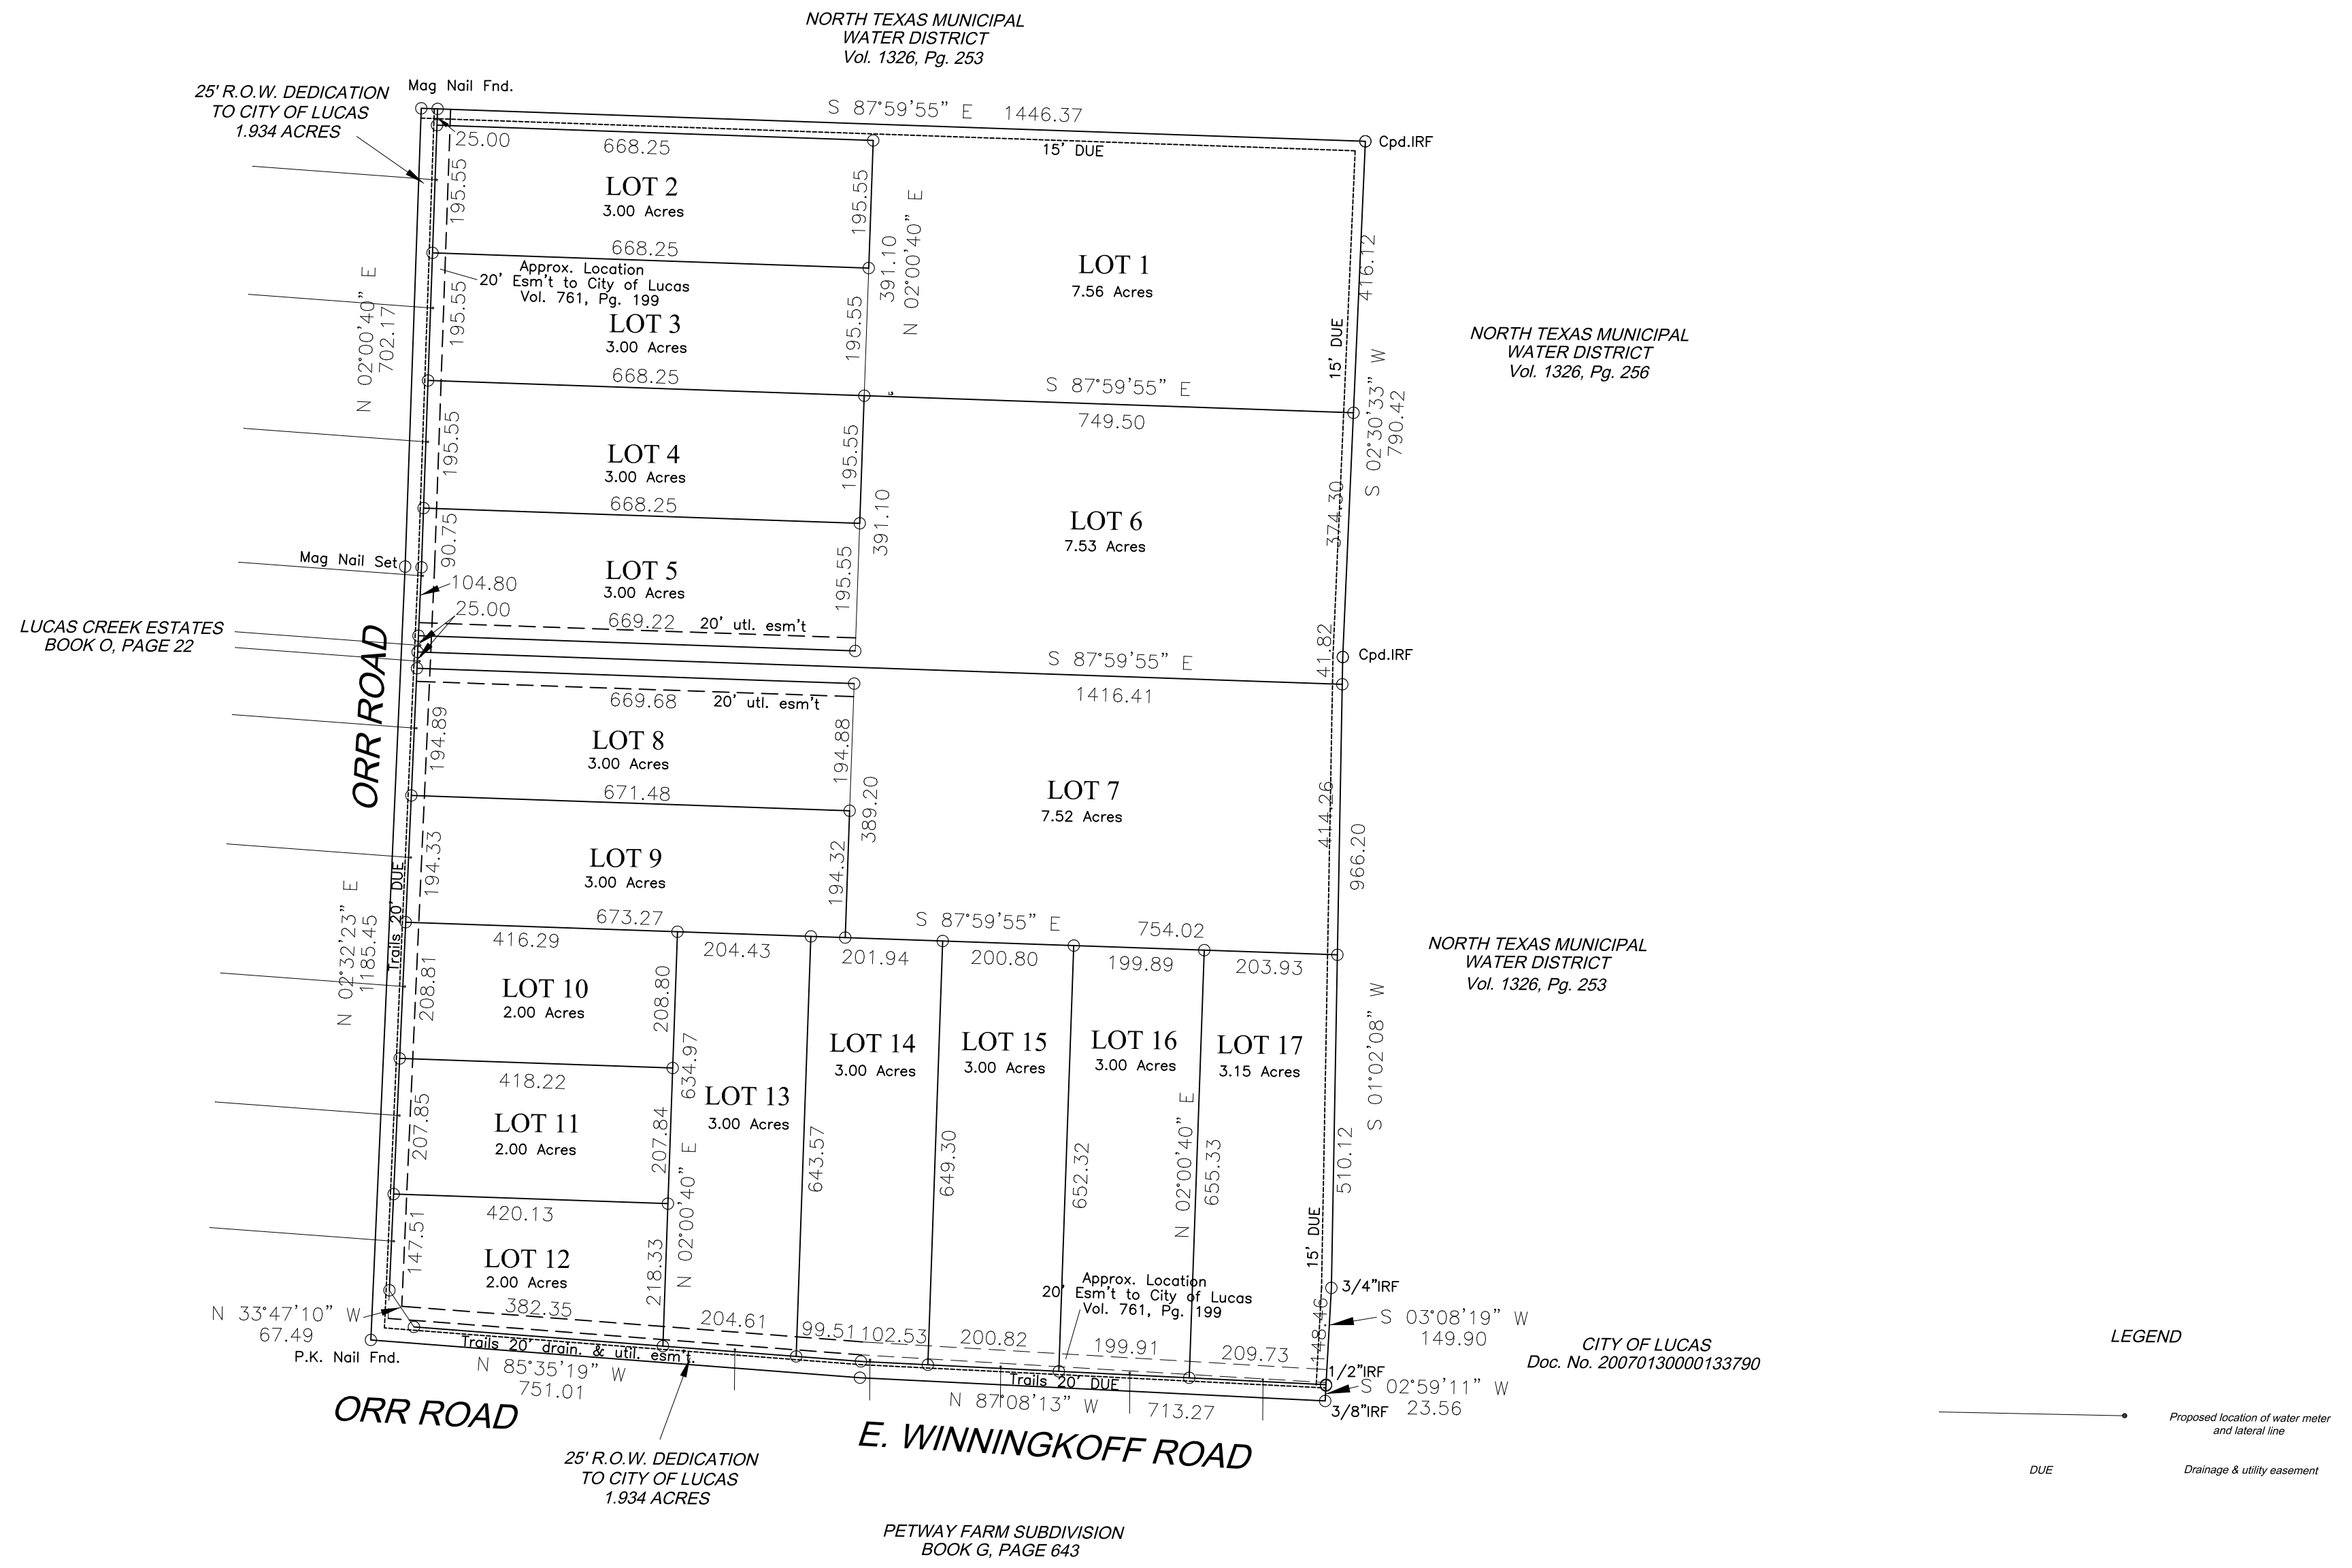 NORTH TEXAS MUNICIPAL
WATER DISTRICT
Vol. 1326, Pg. 253
25' R.O.W. DEDICATION
TO CITY OF LUCAS
1.934 ACRES
Mag Nail Fnd.
S 87°59'55" E 1446.37
Cpd.IRF
25.00
668.25
15' DUE
195.55
LOT 2
3.00 Acres
195.55
N 02°00'40" E
391.10
416.12
668.25
Approx. Location
20' Esm't to City of Lucas
Vol. 761, Pg. 199
LOT 1
7.56 Acres
N 02°00'40" E
702.17
195.55
LOT 3
3.00 Acres
195.55
15' DUE
NORTH TEXAS MUNICIPAL
WATER DISTRICT
Vol. 1326, Pg. 256
668.25
S 87°59'55" E
749.50
S 02°30'33" W
790.42
195.55
LOT 4
3.00 Acres
195.55
668.25
391.10
LOT 6
7.53 Acres
374.30
Mag Nail Set
90.75
104.80
LOT 5
3.00 Acres
195.55
25.00
669.22
20' utl. esm't
41.82
LUCAS CREEK ESTATES
BOOK O, PAGE 22
ORR ROAD
S 87°59'55" E
1416.41
Cpd.IRF
669.68
20' utl. esm't
194.89
LOT 8
3.00 Acres
194.88
389.20
671.48
LOT 7
7.52 Acres
414.26
966.20
194.33
LOT 9
3.00 Acres
194.32
Trails 20' DUE
N 02°32'23" E
1185.45
673.27
S 87°59'55" E
754.02
416.29
204.43
201.94
200.80
199.89
203.93
NORTH TEXAS MUNICIPAL
WATER DISTRICT
Vol. 1326, Pg. 253
208.81
LOT 10
2.00 Acres
208.80
634.97
418.22
LOT 13
3.00 Acres
LOT 14
3.00 Acres
LOT 15
3.00 Acres
LOT 16
3.00 Acres
LOT 17
3.15 Acres
S 01°02'08" W
207.85
LOT 11
2.00 Acres
207.84
N 02°00'40" E
643.57
649.30
652.32
N 02°00'40" E
655.33
510.12
420.13
147.51
LOT 12
2.00 Acres
218.33
15' DUE
Approx. Location
20' Esm't to City of Lucas
Vol. 761, Pg. 199
3/4"IRF
N 33°47'10" W
67.49
382.35
204.61
99.51
102.53
200.82
199.91
209.73
148.46
S 03°08'19" W
149.90
P.K. Nail Fnd.
Trails 20' drain. & util. esm't.
N 85°35'19" W
751.01
Trails 20' DUE
N 87°08'13" W
713.27
1/2"IRF
S 02°59'11" W
23.56
3/8"IRF
CITY OF LUCAS
Doc. No. 20070130000133790
ORR ROAD
E. WINNINGKOFF ROAD
25' R.O.W. DEDICATION
TO CITY OF LUCAS
1.934 ACRES
PETWAY FARM SUBDIVISION
BOOK G, PAGE 643
LEGEND
Proposed location of water meter
and lateral line
DUE
Drainage & utility easement